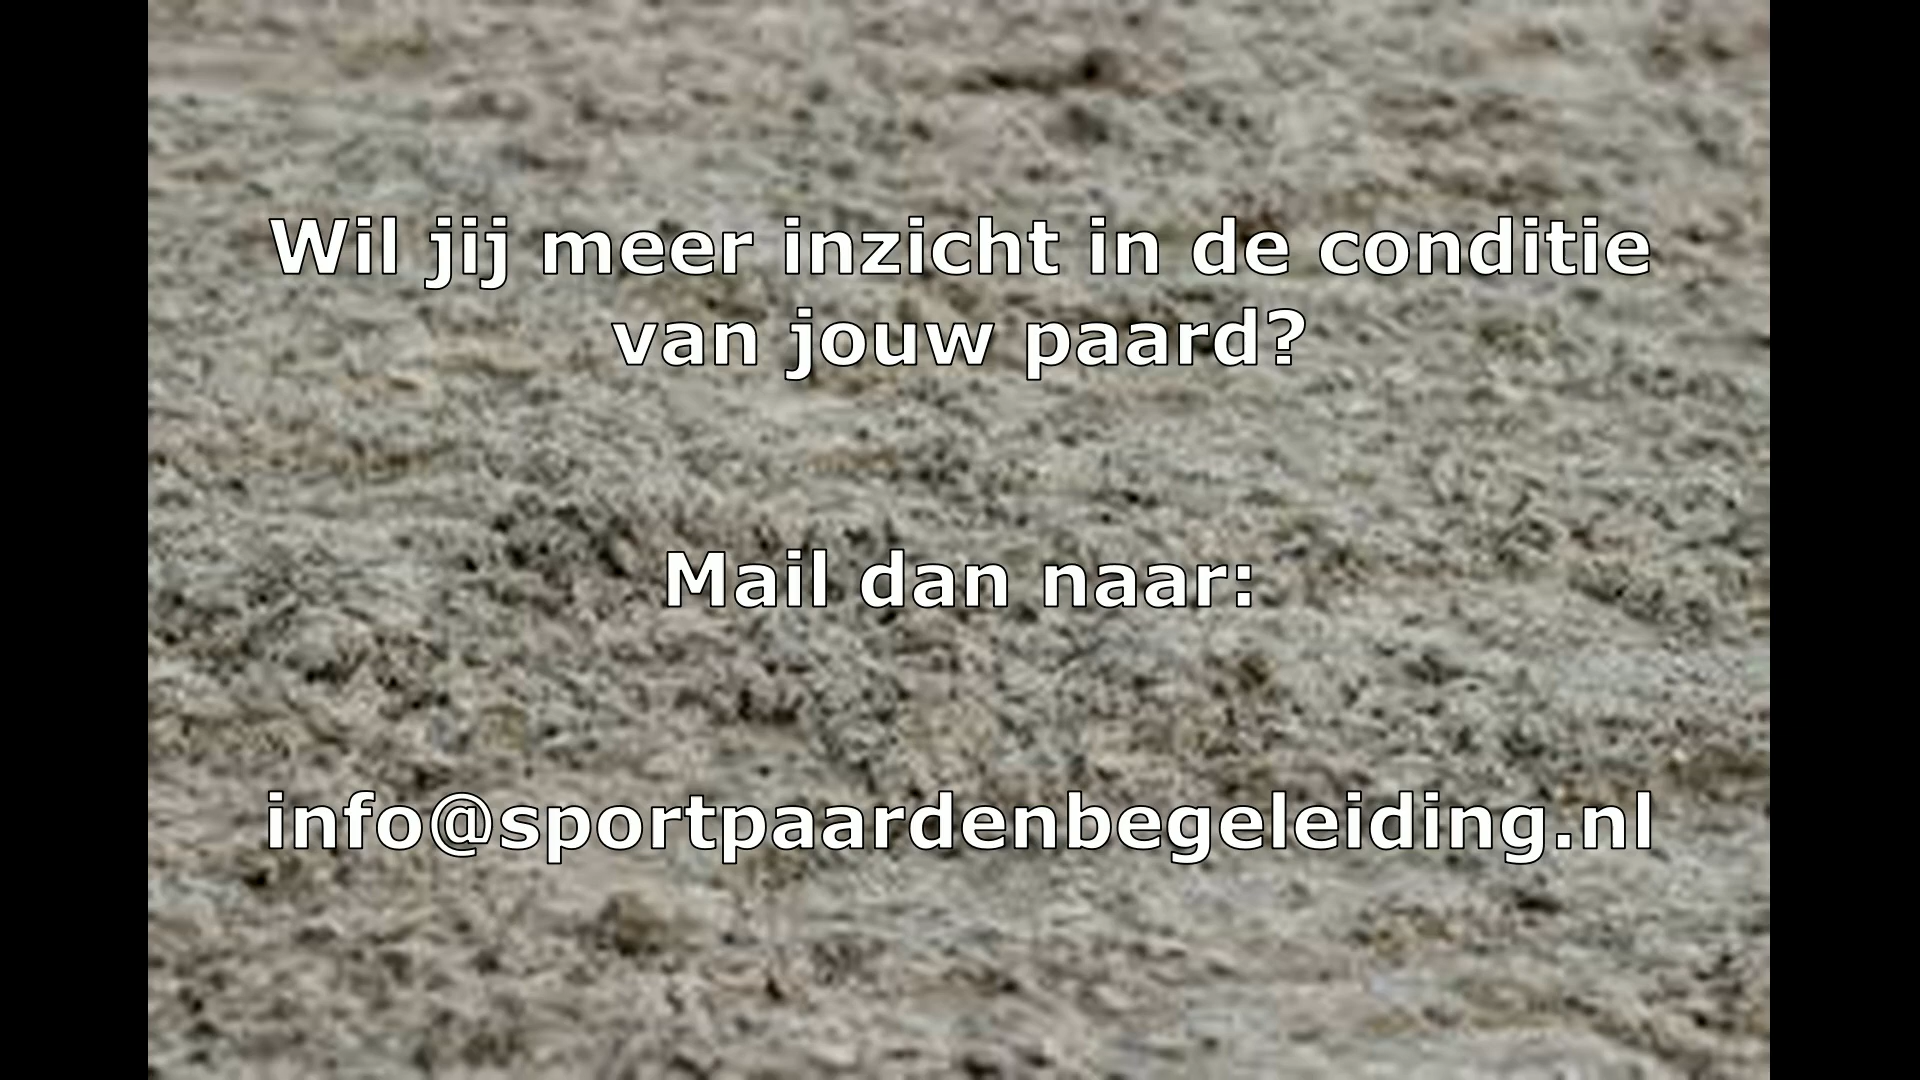 Wil jij meer inzicht in de conditie
van jouw paard?
Mail dan naar:
info@sportpaardenbegeleiding.nl